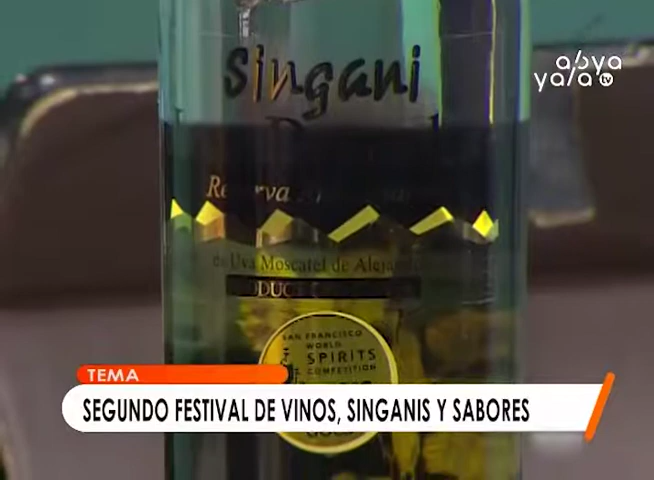 abya
yala tv
Singani
de Uva Moscatel de
SAN FRANCISCO
WORLD
SPIRITS
COMPETITION
GOLD
TEMA
SEGUNDO FESTIVAL DE VINOS, SINGANIS Y SABORES